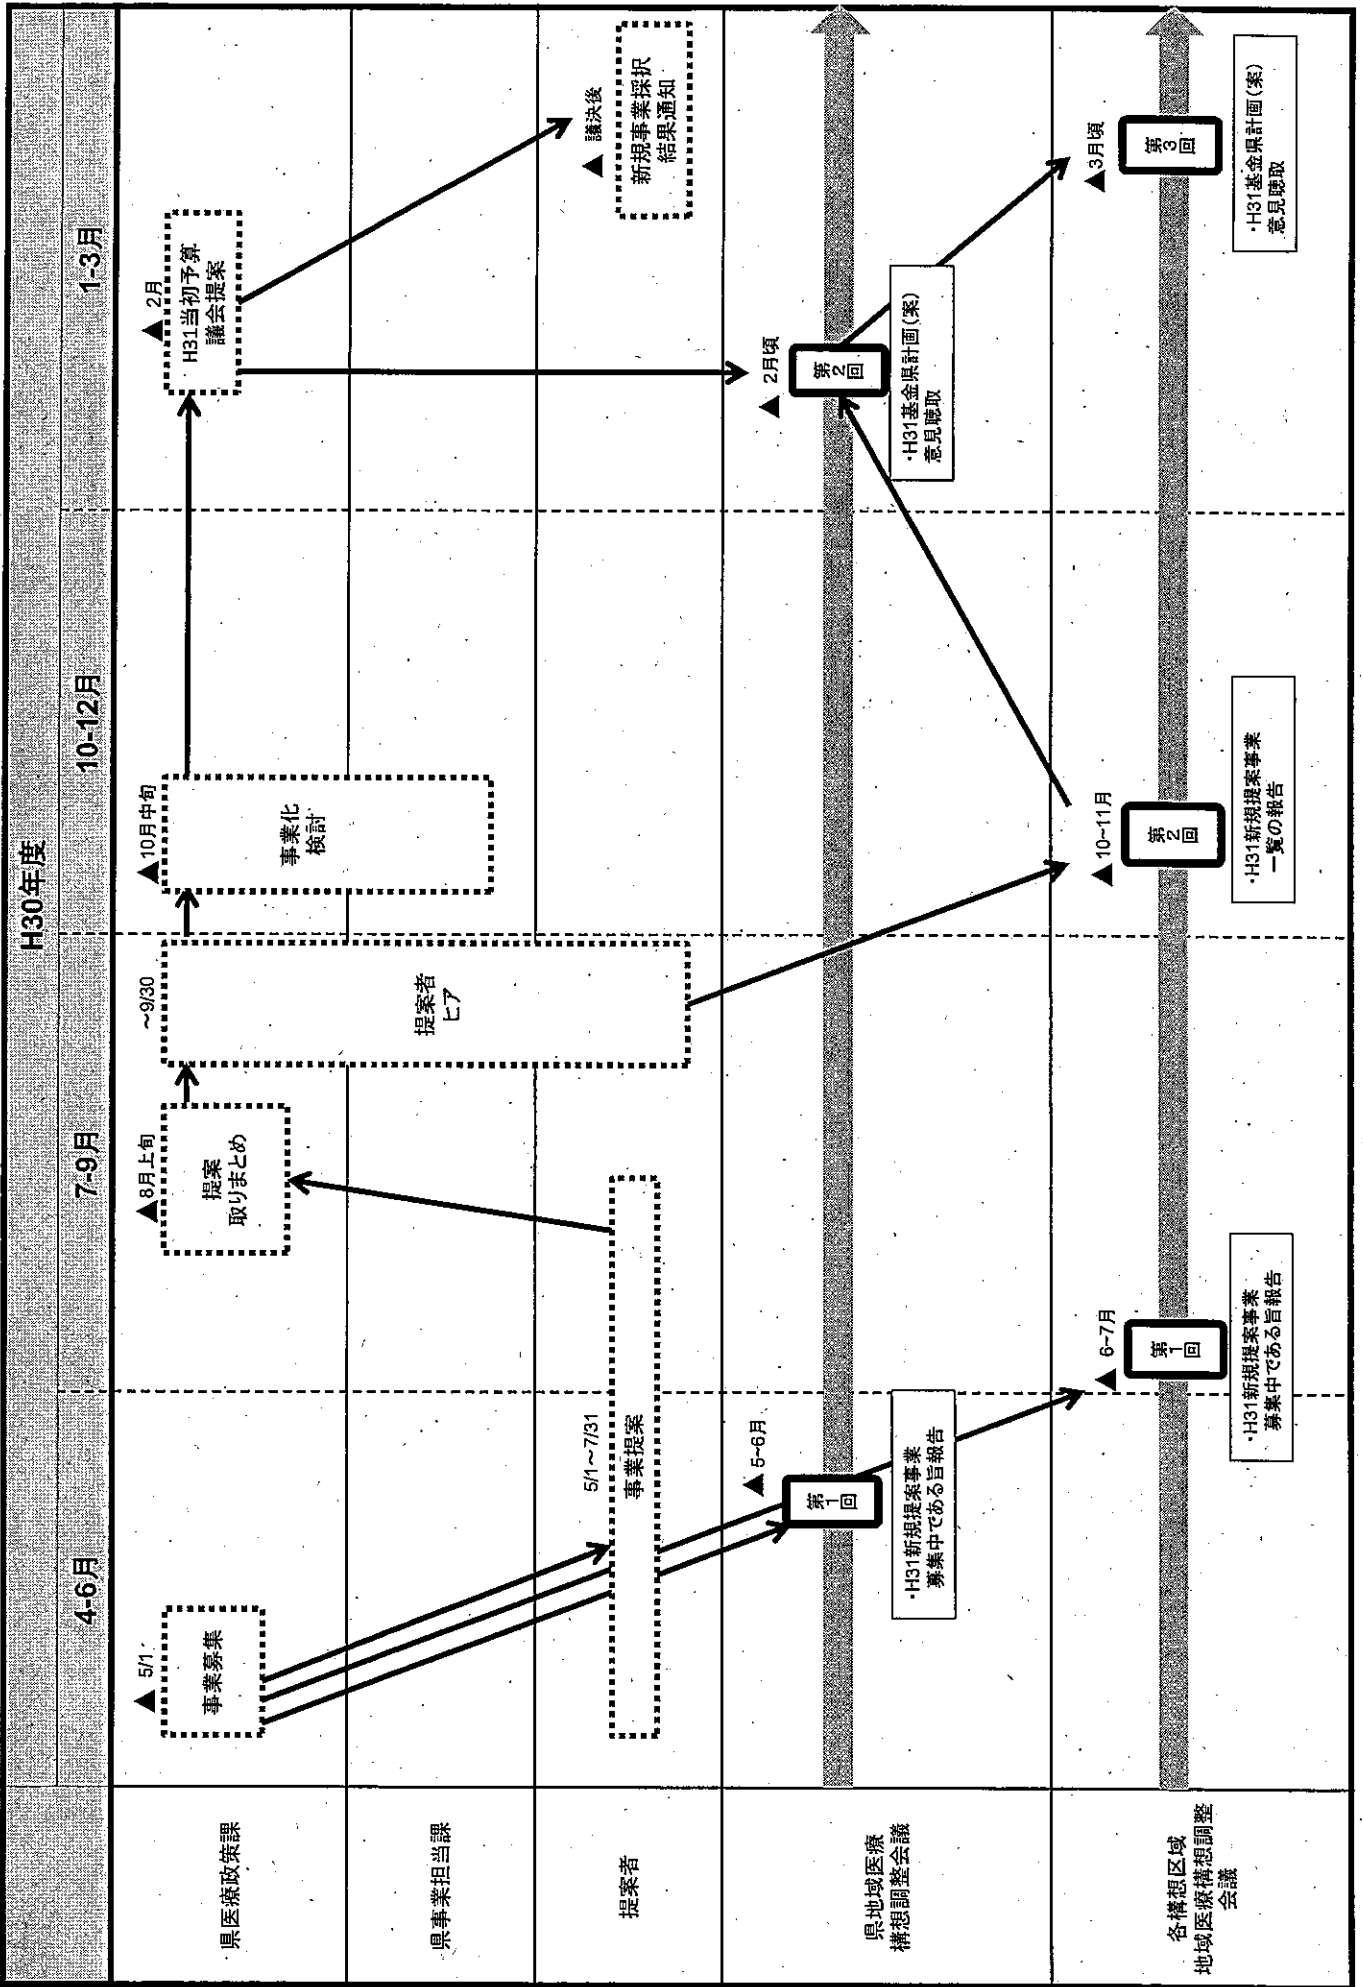 H30年度
4-6月
7-9月
10-12月
1-3月
県医療政策課
▲ 5/1
事業募集
▲ 8月上旬
提案
取りまとめ
~9/30
提案者
ヒア
▲ 10月中旬
事業化
検討
▲ 2月
H31当初予算
議会提案
県事業担当課
提案者
5/1~7/31
事業提案
▲ 議決後
新規事業採択
結果通知
県地域医療
構想調整会議
▲ 5~6月
第
1
回
・H31新規提案事業
募集中である旨報告
▲ 2月頃
第
2
回
・H31基金県計画(案)
意見聴取
各構想区域
地域医療構想調整
会議
▲ 6~7月
第
1
回
・H31新規提案事業
募集中である旨報告
▲ 10~11月
第
2
回
・H31新規提案事業
一覧の報告
▲ 3月頃
第
3
回
・H31基金県計画(案)
意見聴取